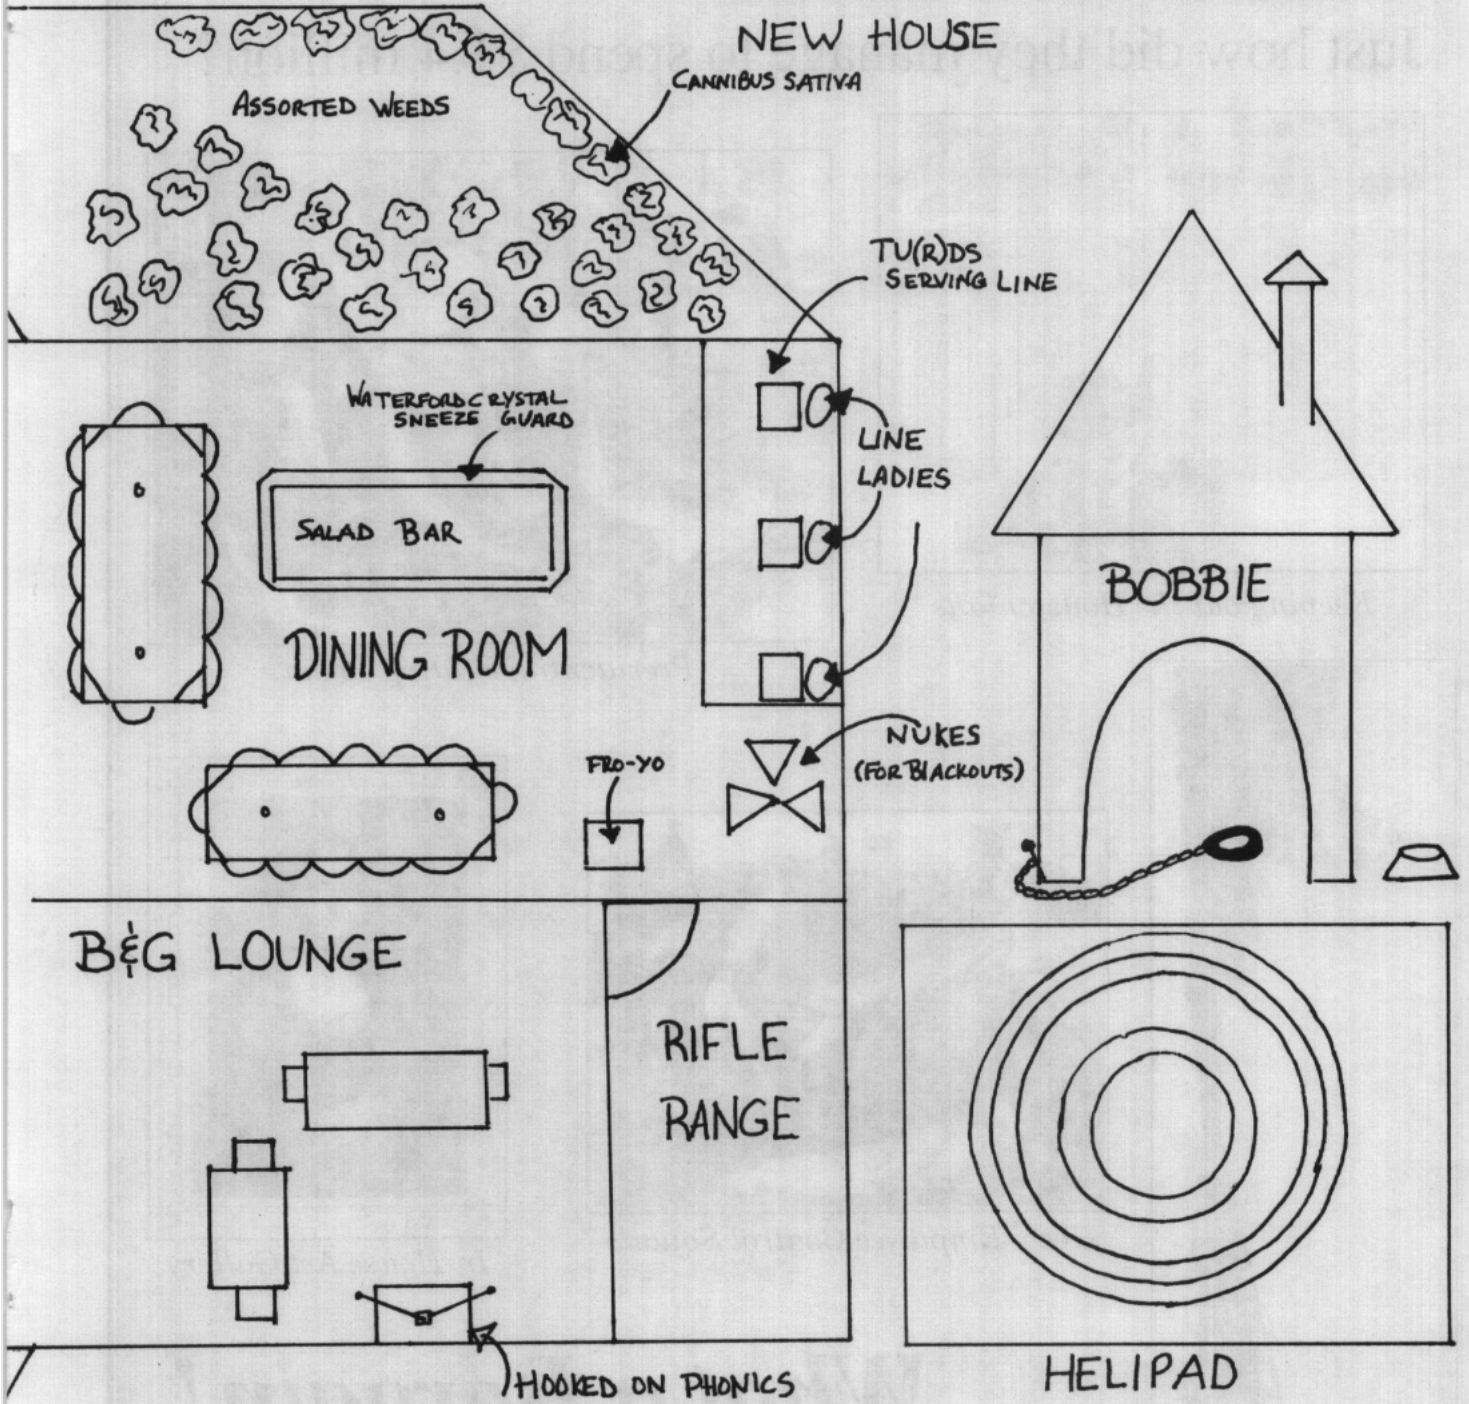 NEW HOUSE
CANNIBUS SATIVA
ASSORTED WEEDS
TU(R)DS
SERVING LINE
WATERFORD CRYSTAL
SNEEZE GUARD
LINE
LADIES
SALAD BAR
BOBBIE
DINING ROOM
NUKES
(FOR BLACKOUTS)
FRO-YO
B&G LOUNGE
RIFLE
RANGE
HELIPAD
HOOKED ON PHONICS